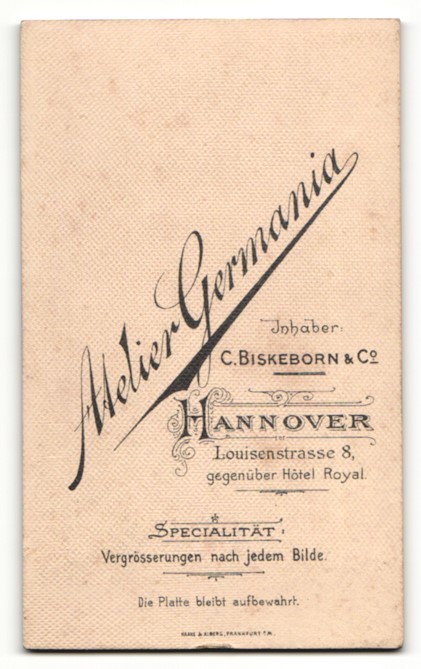 Atelier Germania
Inhaber:
C. BISKEBORN & Co
HANNOVER
Louisenstrasse 8,
gegenüber Hôtel Royal.
SPECIALITÄT:
Vergrösserungen nach jedem Bilde.
Die Platte bleibt aufbewahrt.
FRANKFURT A.M.